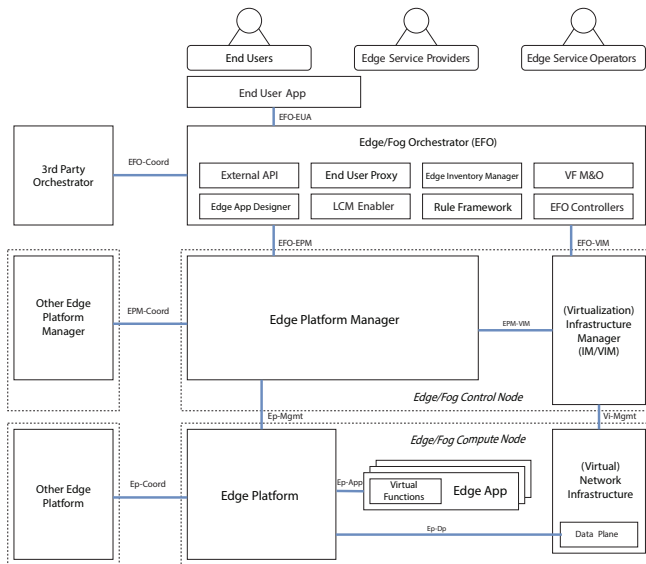 End Users
Edge Service Providers
Edge Service Operators
End User App
EFO-EUA
3rd Party
Orchestrator
EFO-Coord
Edge/Fog Orchestrator (EFO)
External API
End User Proxy
Edge Inventory Manager
VF M&O
Edge App Designer
LCM Enabler
Rule Framework
EFO Controllers
EFO-EPM
EFO-VIM
Other Edge
Platform
Manager
EPM-Coord
Edge Platform Manager
EPM-VIM
(Virtualization)
Infrastructure
Manager
(IM/VIM)
Edge/Fog Control Node
Ep-Mgmt
Vi-Mgmt
Edge/Fog Compute Node
Other Edge
Platform
Ep-Coord
Edge Platform
Ep-App
Virtual
Functions
Edge App
(Virtual)
Network
Infrastructure
Ep-Dp
Data Plane